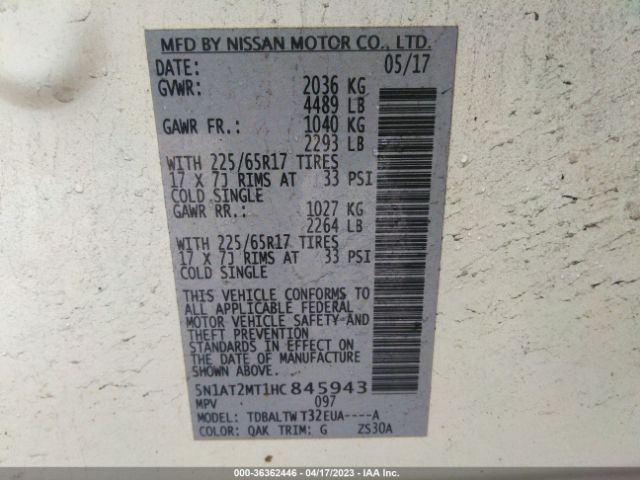 MFD BY NISSAN MOTOR CO., LTD.
DATE: 05/17
GVWR: 2036 KG
4489 LB
GAWR FR.: 1040 KG
2293 LB
WITH 225/65R17 TIRES
17 X 7J RIMS AT 33 PSI
COLD SINGLE
GAWR RR.: 1027 KG
2264 LB
WITH 225/65R17 TIRES
17 X 7J RIMS AT 33 PSI
COLD SINGLE
THIS VEHICLE CONFORMS TO
ALL APPLICABLE FEDERAL
MOTOR VEHICLE SAFETY AND
THEFT PREVENTION
STANDARDS IN EFFECT ON
THE DATE OF MANUFACTURE
SHOWN ABOVE.
5N1AT2MT1HC845943
MPV 097
MODEL: TDBALTW T32EUA----A
COLOR: QAK TRIM: G ZS30A
000-36362446 - 04/17/2023 - IAA Inc.